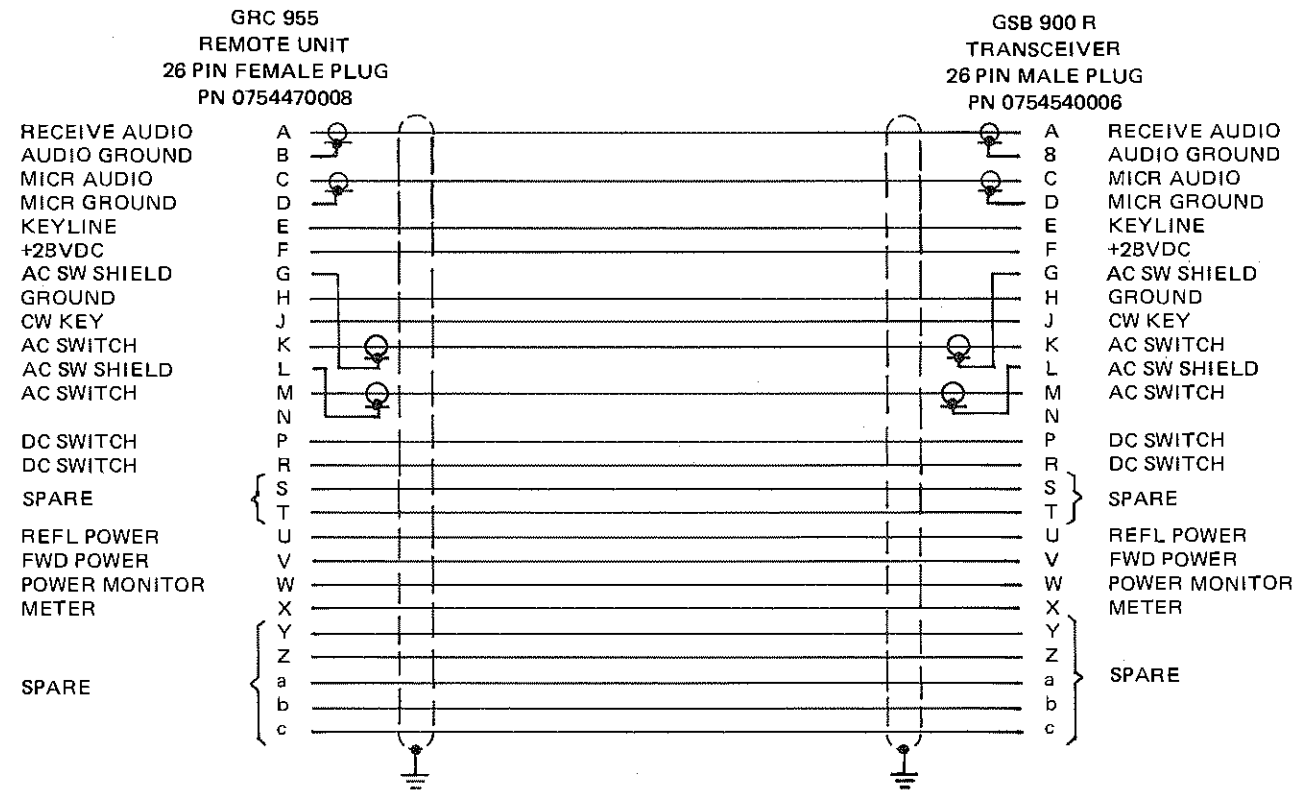 GRC 955
REMOTE UNIT
26 PIN FEMALE PLUG
PN 0754470008
GSB 900 R
TRANSCEIVER
26 PIN MALE PLUG
PN 0754540006
RECEIVE AUDIO A A RECEIVE AUDIO
AUDIO GROUND B 8 AUDIO GROUND
MICR AUDIO C C MICR AUDIO
MICR GROUND D D MICR GROUND
KEYLINE E E KEYLINE
+28VDC F F +28VDC
AC SW SHIELD G G AC SW SHIELD
GROUND H H GROUND
CW KEY J J CW KEY
AC SWITCH K K AC SWITCH
AC SW SHIELD L L AC SW SHIELD
AC SWITCH M M AC SWITCH
N N
DC SWITCH P P DC SWITCH
DC SWITCH R R DC SWITCH
S S
SPARE SPARE
T T
REFL POWER U U REFL POWER
FWD POWER V V FWD POWER
POWER MONITOR W W POWER MONITOR
METER X X METER
Y Y
Z Z
SPARE a a SPARE
b b
c c